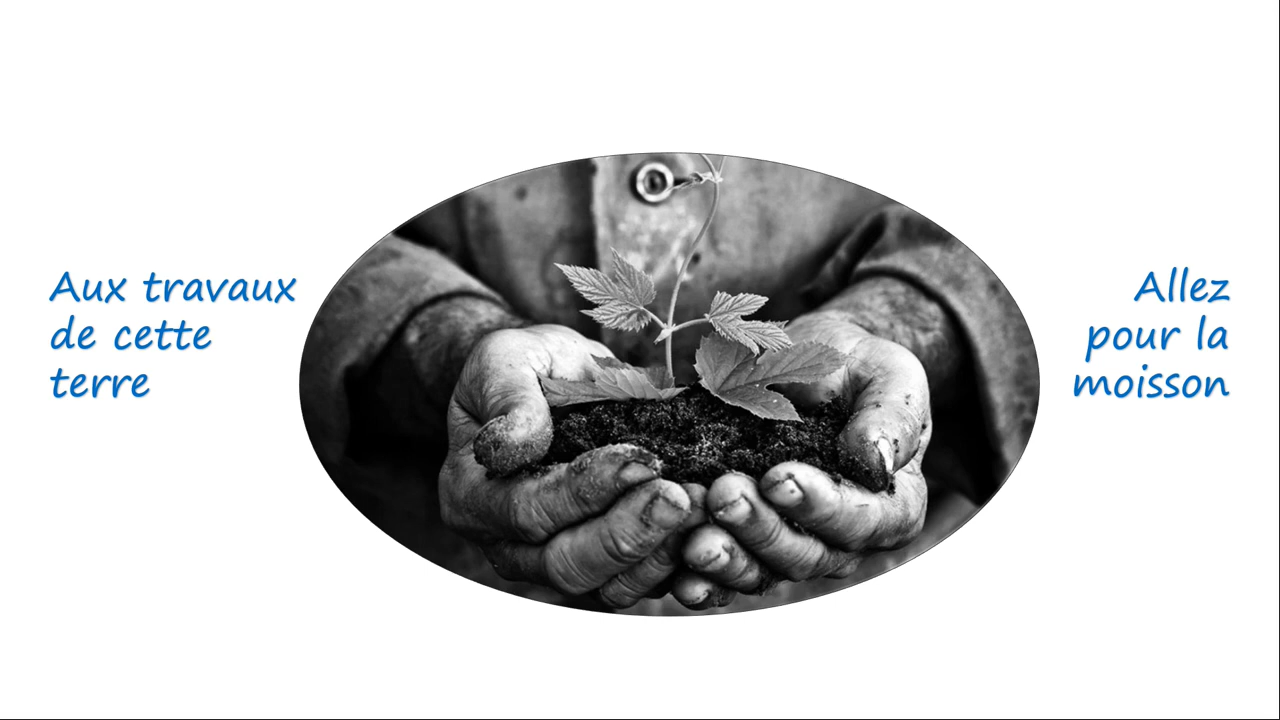 Aux travaux
de cette
terre
Allez
pour la
moisson